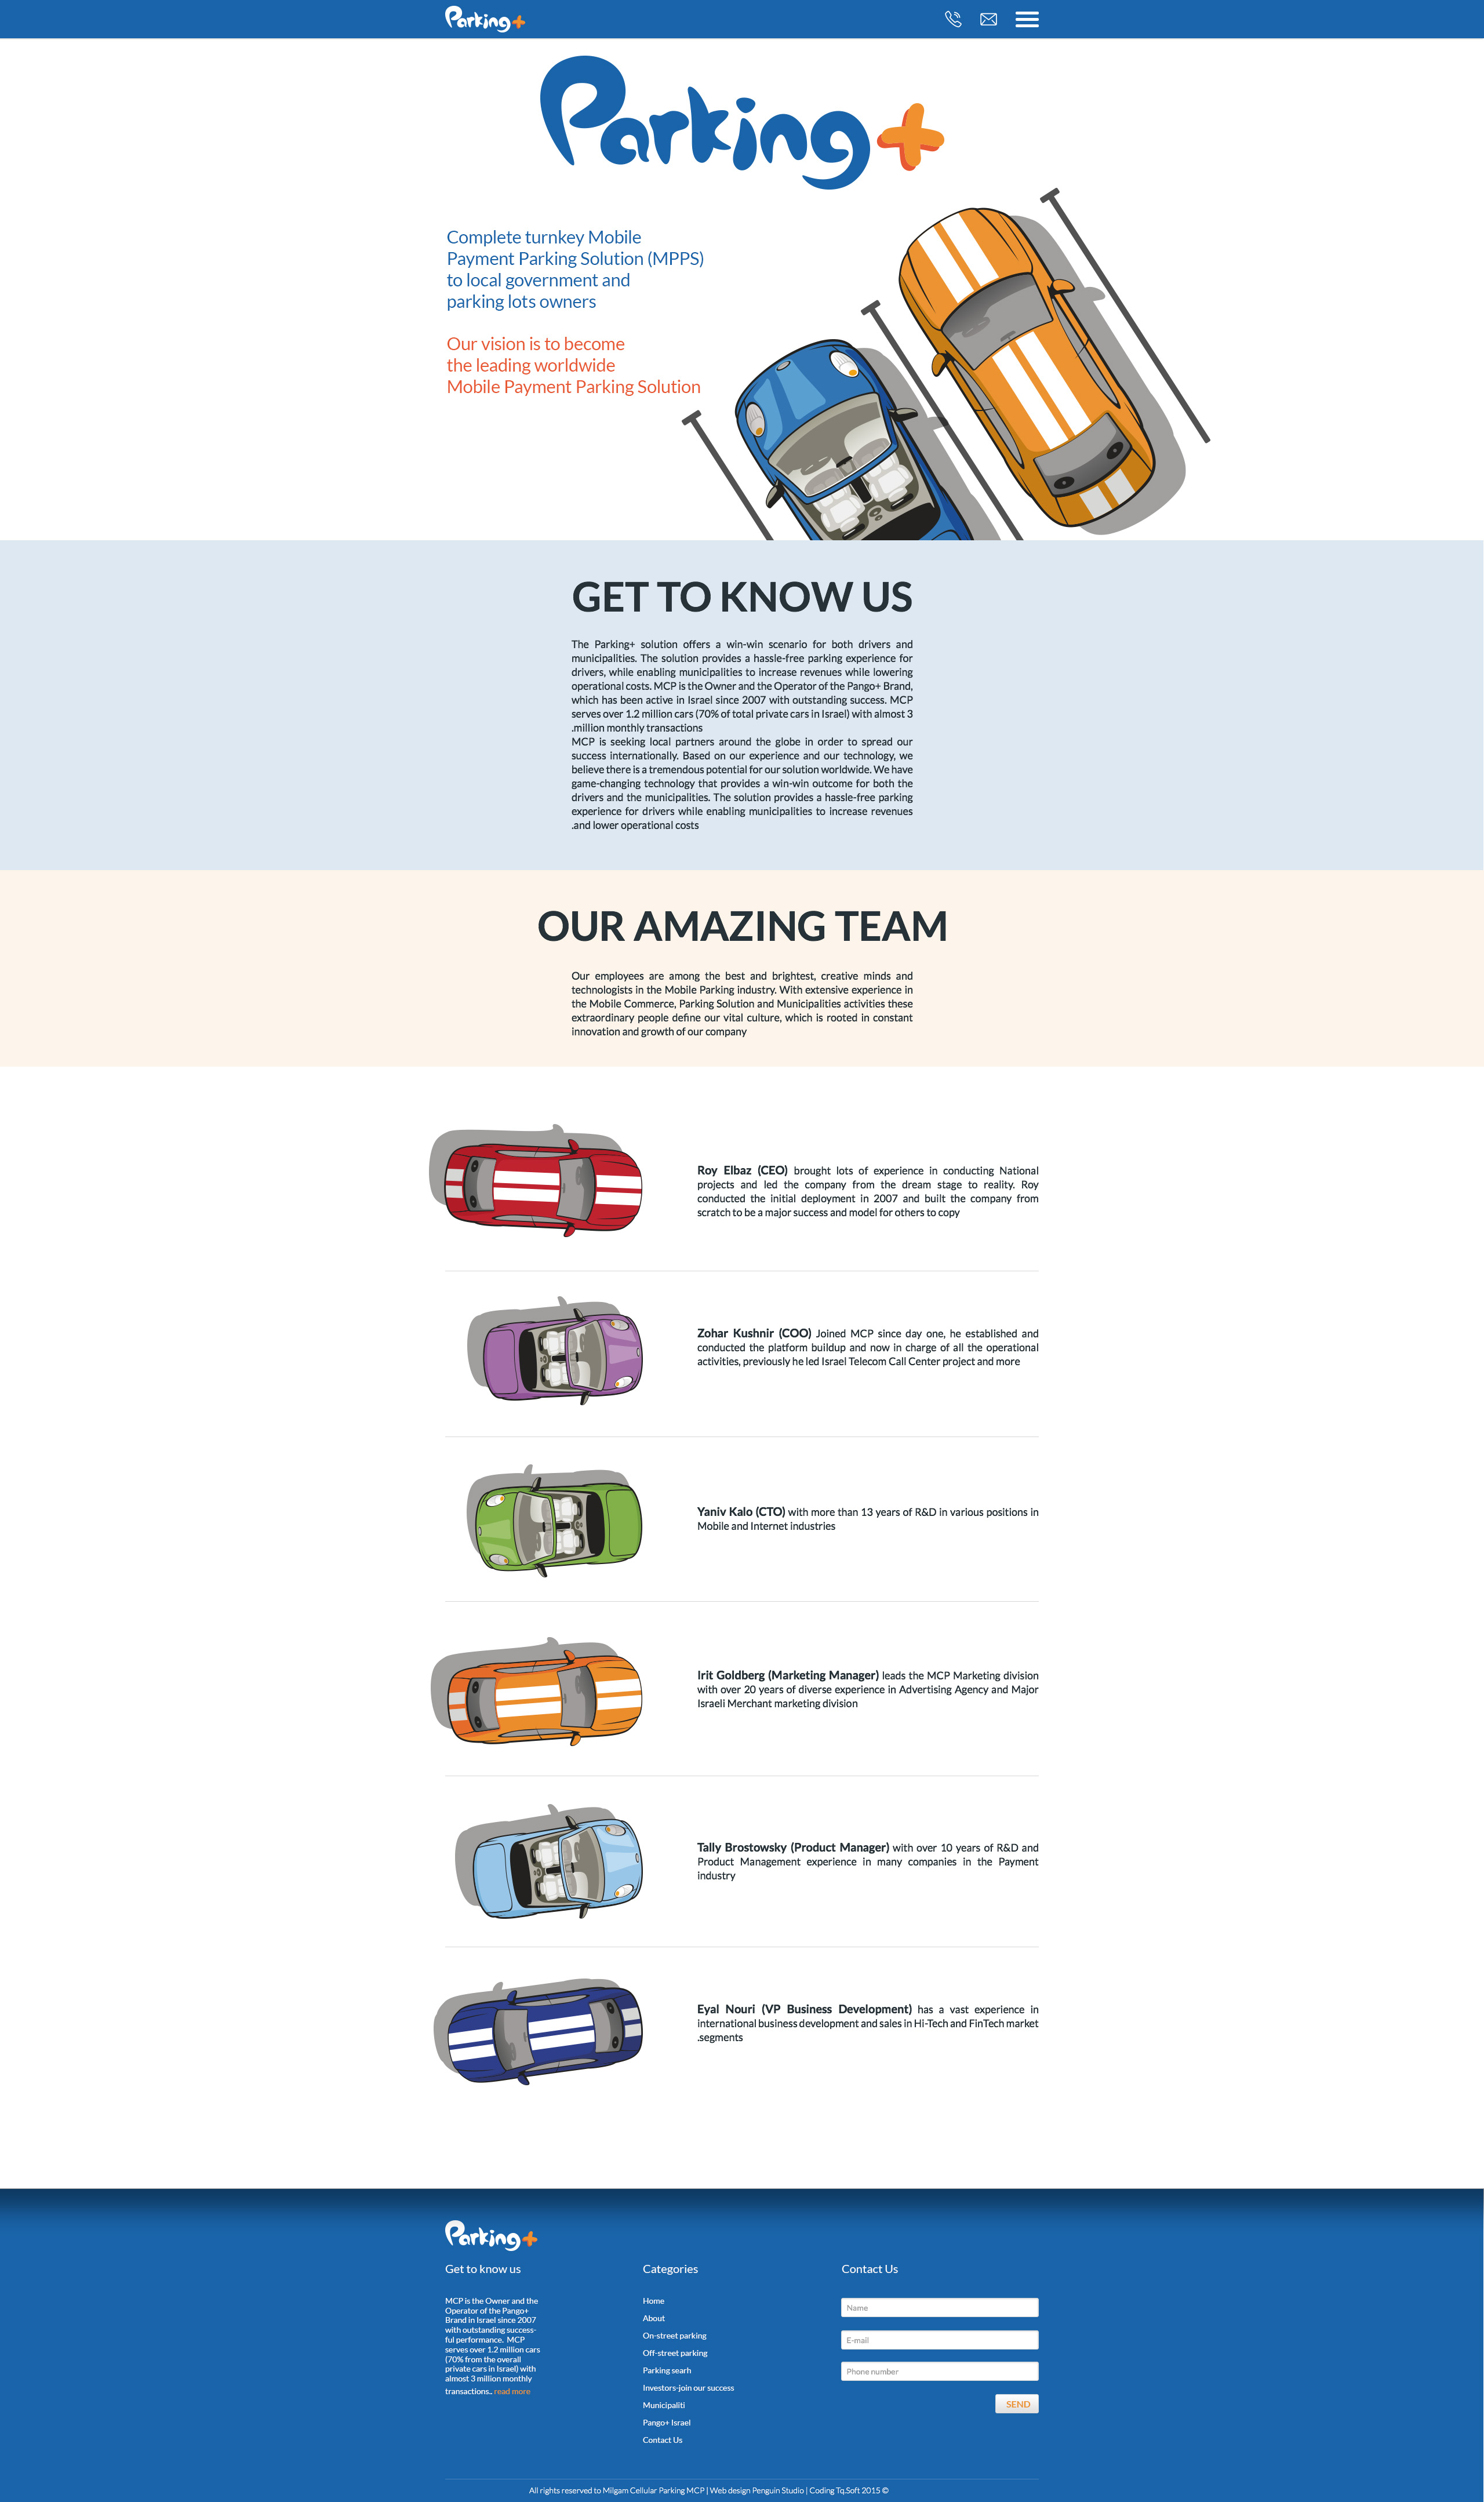 Parking+
Parking+
Complete turnkey Mobile
Payment Parking Solution (MPPS)
to local government and
parking lots owners
Our vision is to become
the leading worldwide
Mobile Payment Parking Solution
GET TO KNOW US
The Parking+ solution offers a win-win scenario for both drivers and
municipalities. The solution provides a hassle-free parking experience for
drivers, while enabling municipalities to increase revenues while lowering
operational costs. MCP is the Owner and the Operator of the Pango+ Brand,
which has been active in Israel since 2007 with outstanding success. MCP
serves over 1.2 million cars (70% of total private cars in Israel) with almost 3
.million monthly transactions
MCP is seeking local partners around the globe in order to spread our
success internationally. Based on our experience and our technology, we
believe there is a tremendous potential for our solution worldwide. We have
game-changing technology that provides a win-win outcome for both the
drivers and the municipalities. The solution provides a hassle-free parking
experience for drivers while enabling municipalities to increase revenues
.and lower operational costs
OUR AMAZING TEAM
Our employees are among the best and brightest, creative minds and
technologists in the Mobile Parking industry. With extensive experience in
the Mobile Commerce, Parking Solution and Municipalities activities these
extraordinary people define our vital culture, which is rooted in constant
innovation and growth of our company
Roy Elbaz (CEO) brought lots of experience in conducting National
projects and led the company from the dream stage to reality. Roy
conducted the initial deployment in 2007 and built the company from
scratch to be a major success and model for others to copy
Zohar Kushnir (COO) Joined MCP since day one, he established and
conducted the platform buildup and now in charge of all the operational
activities, previously he led Israel Telecom Call Center project and more
Yaniv Kalo (CTO) with more than 13 years of R&D in various positions in
Mobile and Internet industries
Irit Goldberg (Marketing Manager) leads the MCP Marketing division
with over 20 years of diverse experience in Advertising Agency and Major
Israeli Merchant marketing division
Tally Brostowsky (Product Manager) with over 10 years of R&D and
Product Management experience in many companies in the Payment
industry
Eyal Nouri (VP Business Development) has a vast experience in
international business development and sales in Hi-Tech and FinTech market
.segments
Parking+
Get to know us
MCP is the Owner and the
Operator of the Pango+
Brand in Israel since 2007
with outstanding success-
ful performance. MCP
serves over 1.2 million cars
(70% from the overall
private cars in Israel) with
almost 3 million monthly
transactions.. read more
Categories
Home
About
On-street parking
Off-street parking
Parking searh
Investors-join our success
Municipaliti
Pango+ Israel
Contact Us
Contact Us
Name
E-mail
Phone number
SEND
All rights reserved to Milgam Cellular Parking MCP | Web design Penguin Studio | Coding Tq.Soft 2015 ©